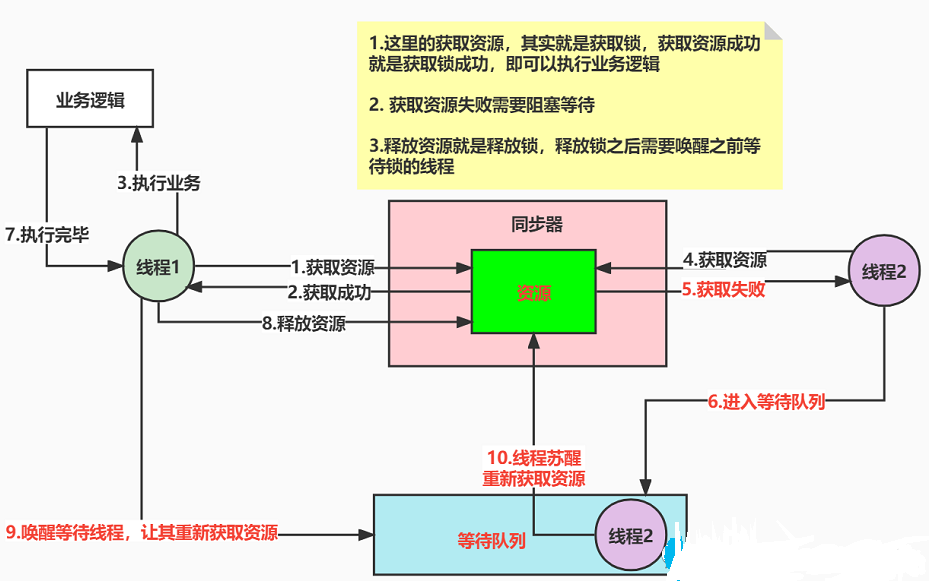 1.这里的获取资源，其实就是获取锁，获取资源成功
就是获取锁成功，即可以执行业务逻辑
2. 获取资源失败需要阻塞等待
3.释放资源就是释放锁，释放锁之后需要唤醒之前等
待锁的线程
业务逻辑
3.执行业务
7.执行完毕
线程1
同步器
1.获取资源
2.获取成功
8.释放资源
资源
4.获取资源
5.获取失败
线程2
6.进入等待队列
10.线程苏醒
重新获取资源
9.唤醒等待线程，让其重新获取资源
等待队列
线程2